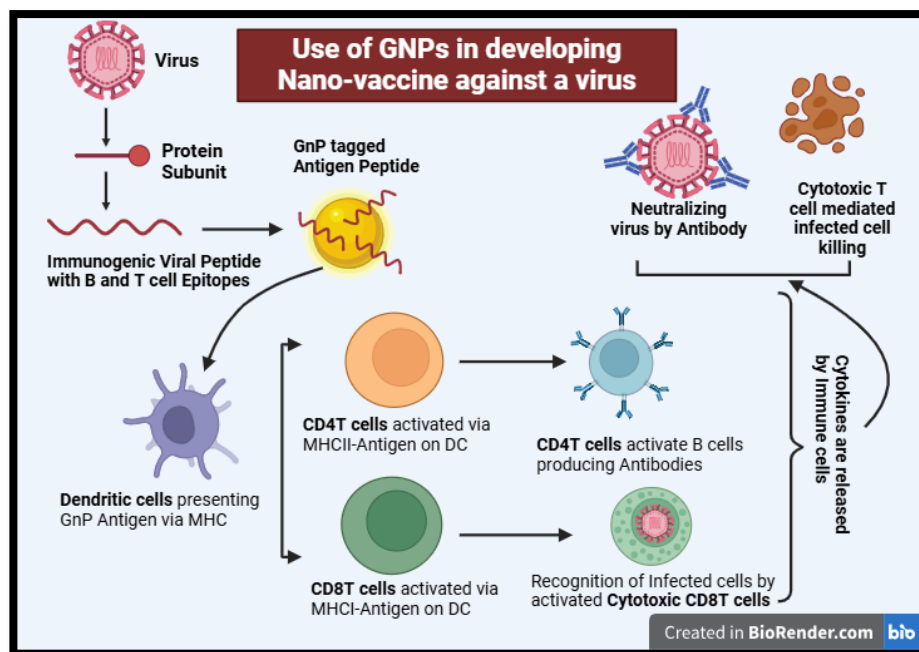 Use of GNPs in developing
Nano-vaccine against a virus
Virus
Protein
Subunit
Immunogenic Viral Peptide
with B and T cell Epitopes
GnP tagged
Antigen Peptide
Neutralizing
virus by Antibody
Cytotoxic T
cell mediated
infected cell
killing
Dendritic cells presenting
GnP Antigen via MHC
CD4T cells activated via
MHCII-Antigen on DC
CD4T cells activate B cells
producing Antibodies
CD8T cells activated via
MHCI-Antigen on DC
Recognition of Infected cells by
activated Cytotoxic CD8T cells
Cytokines are released
by Immune cells
Created in BioRender.com bio